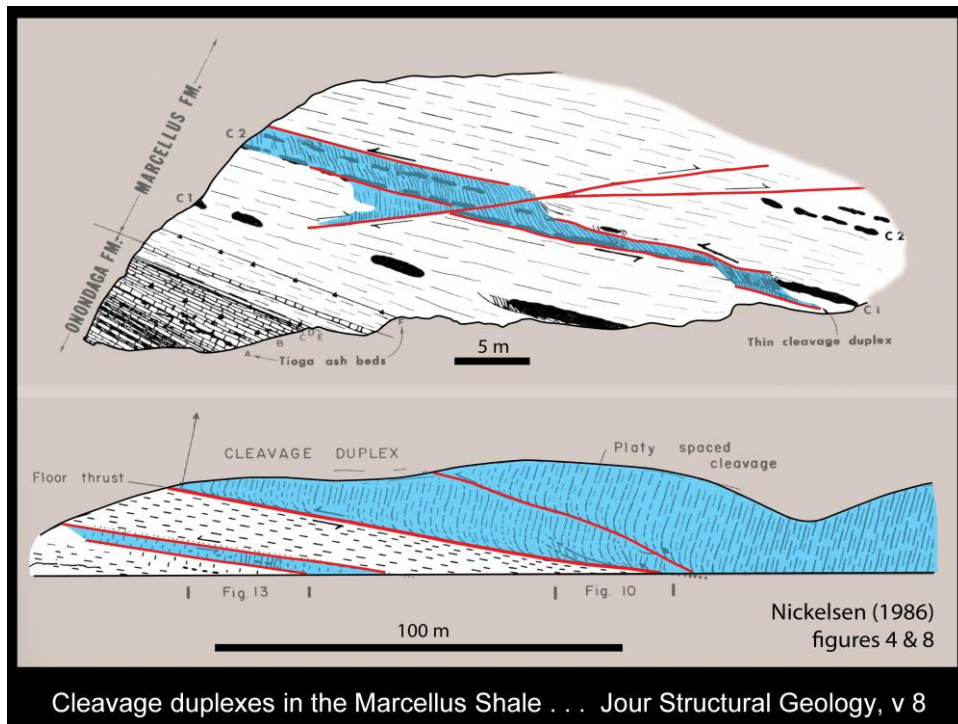 MARCELLUS FM.
ONONDAGA FM.
C 2
C 1
C 2
C 1
A
B
C
D
E
F
Tioga ash beds
5 m
Thin cleavage duplex
CLEAVAGE DUPLEX
Platy spaced
cleavage
Floor thrust
Fig. 13
Fig. 10
100 m
Nickelsen (1986)
figures 4 & 8
Cleavage duplexes in the Marcellus Shale . . . Jour Structural Geology, v 8